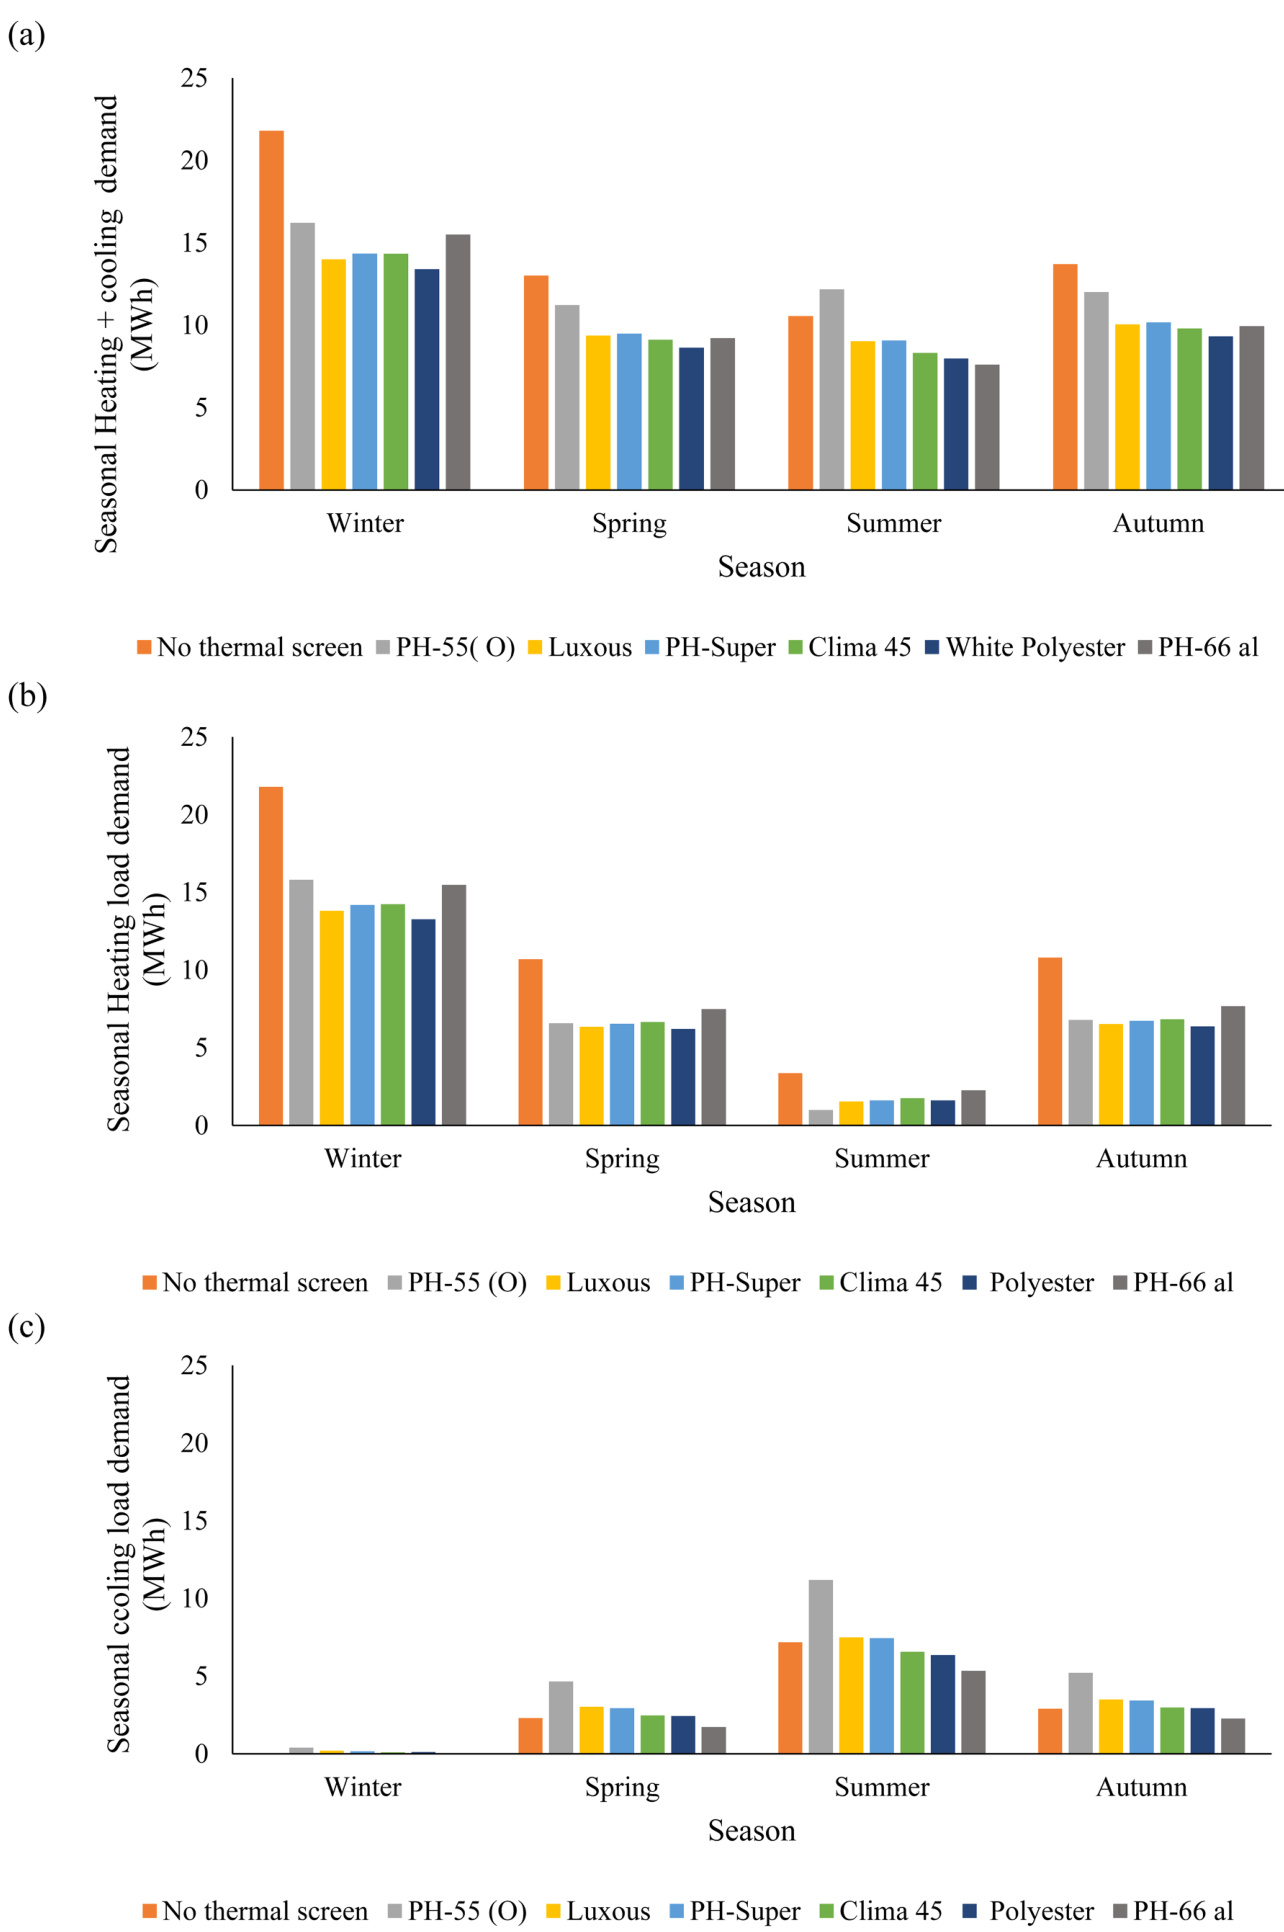 (a)
Seasonal Heating + cooling demand
(MWh)
25
20
15
10
5
0
Winter Spring Summer Autumn
Season
No thermal screen PH-55( O) Luxous PH-Super Clima 45 White Polyester PH-66 al
(b)
Seasonal Heating load demand
(MWh)
25
20
15
10
5
0
Winter Spring Summer Autumn
Season
No thermal screen PH-55 (O) Luxous PH-Super Clima 45 Polyester PH-66 al
(c)
Seasonal ccoling load demand
(MWh)
25
20
15
10
5
0
Winter Spring Summer Autumn
Season
No thermal screen PH-55 (O) Luxous PH-Super Clima 45 Polyester PH-66 al